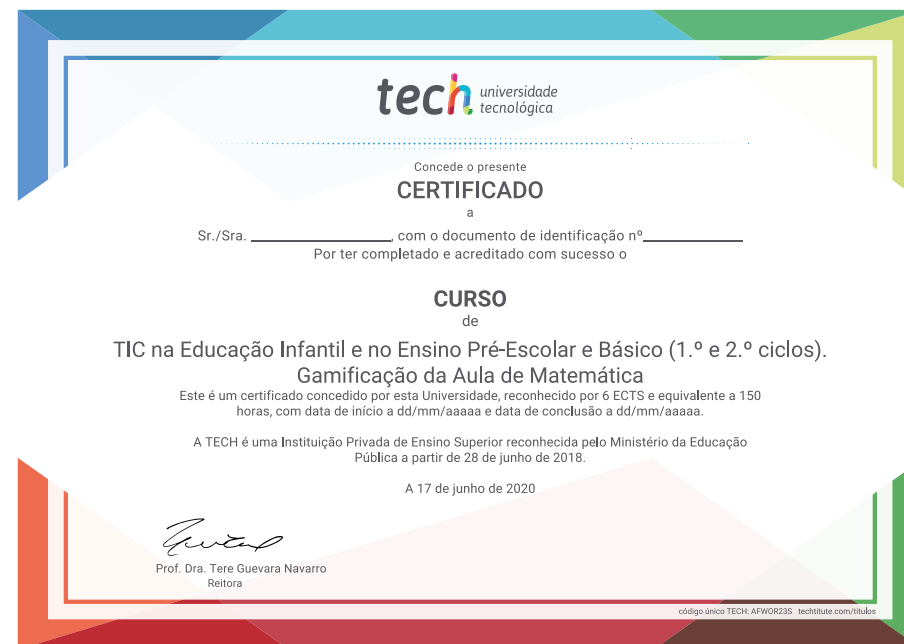 tech universidade
tecnológica
Concede o presente
CERTIFICADO
a
Sr./Sra. ____________________, com o documento de identificação nº______________
Por ter completado e acreditado com sucesso o
CURSO
de
TIC na Educação Infantil e no Ensino Pré-Escolar e Básico (1.º e 2.º ciclos).
Gamificação da Aula de Matemática
Este é um certificado concedido por esta Universidade, reconhecido por 6 ECTS e equivalente a 150
horas, com data de início a dd/mm/aaaaa e data de conclusão a dd/mm/aaaaa.
A TECH é uma Instituição Privada de Ensino Superior reconhecida pelo Ministério da Educação
Pública a partir de 28 de junho de 2018.
A 17 de junho de 2020
Prof. Dra. Tere Guevara Navarro
Reitora
código único TECH: AFWOR23S techtitute.com/titulos